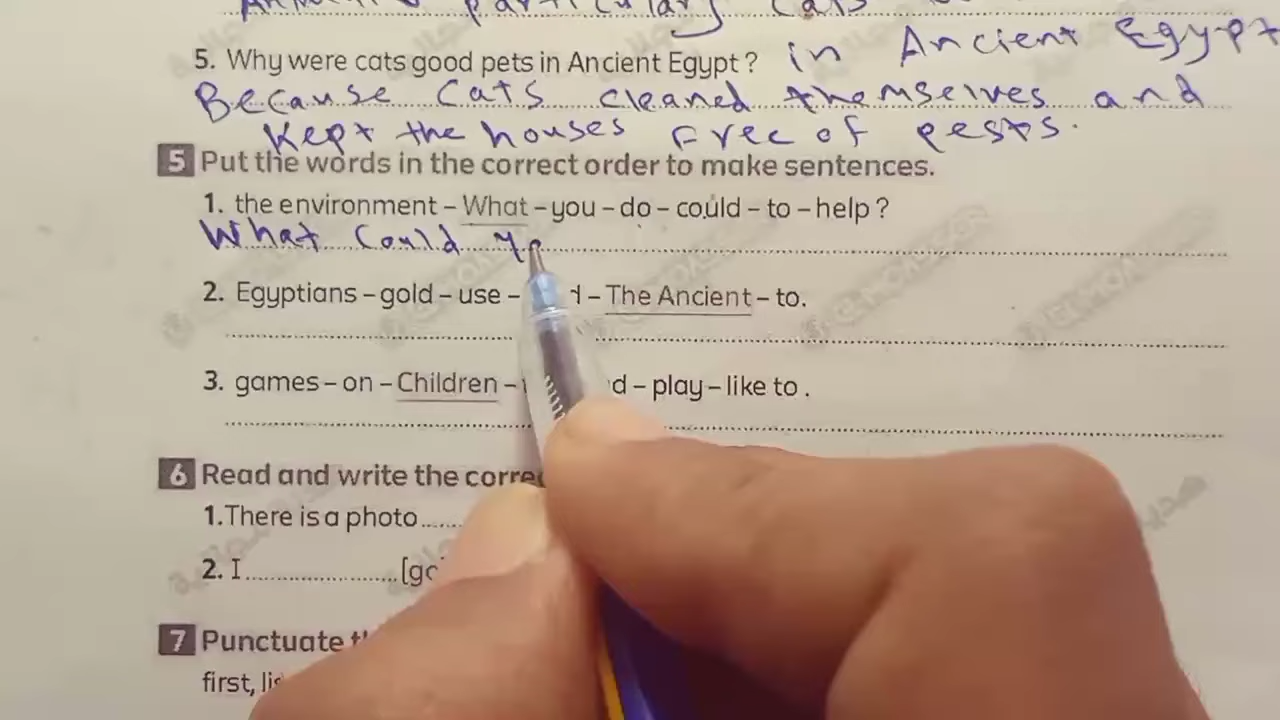 particularly cats
5. Why were cats good pets in Ancient Egypt? in Ancient Egypt
Because cats cleaned themselves and
kept the houses free of pests.
5 Put the words in the correct order to make sentences.
1. the environment – What – you – do – could – to – help?
What could yo
2. Egyptians – gold – use – – The Ancient – to.
3. games – on – Children – – play – like to.
6 Read and write the corre
1. There is a photo......
2. I......................
7 Punctuate
first,